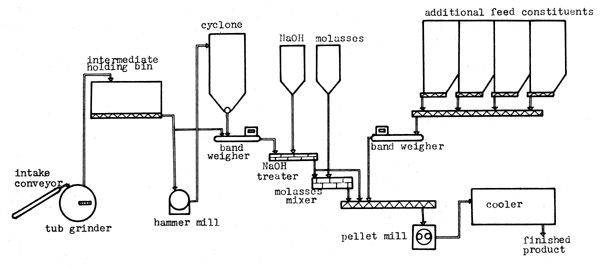 additional feed constituents
cyclone
NaOH
molasses
intermediate
holding bin
band
weigher
band weigher
NaOH
treater
intake
conveyor
molasses
mixer
tub grinder
hammer mill
pellet mill
cooler
finished
product